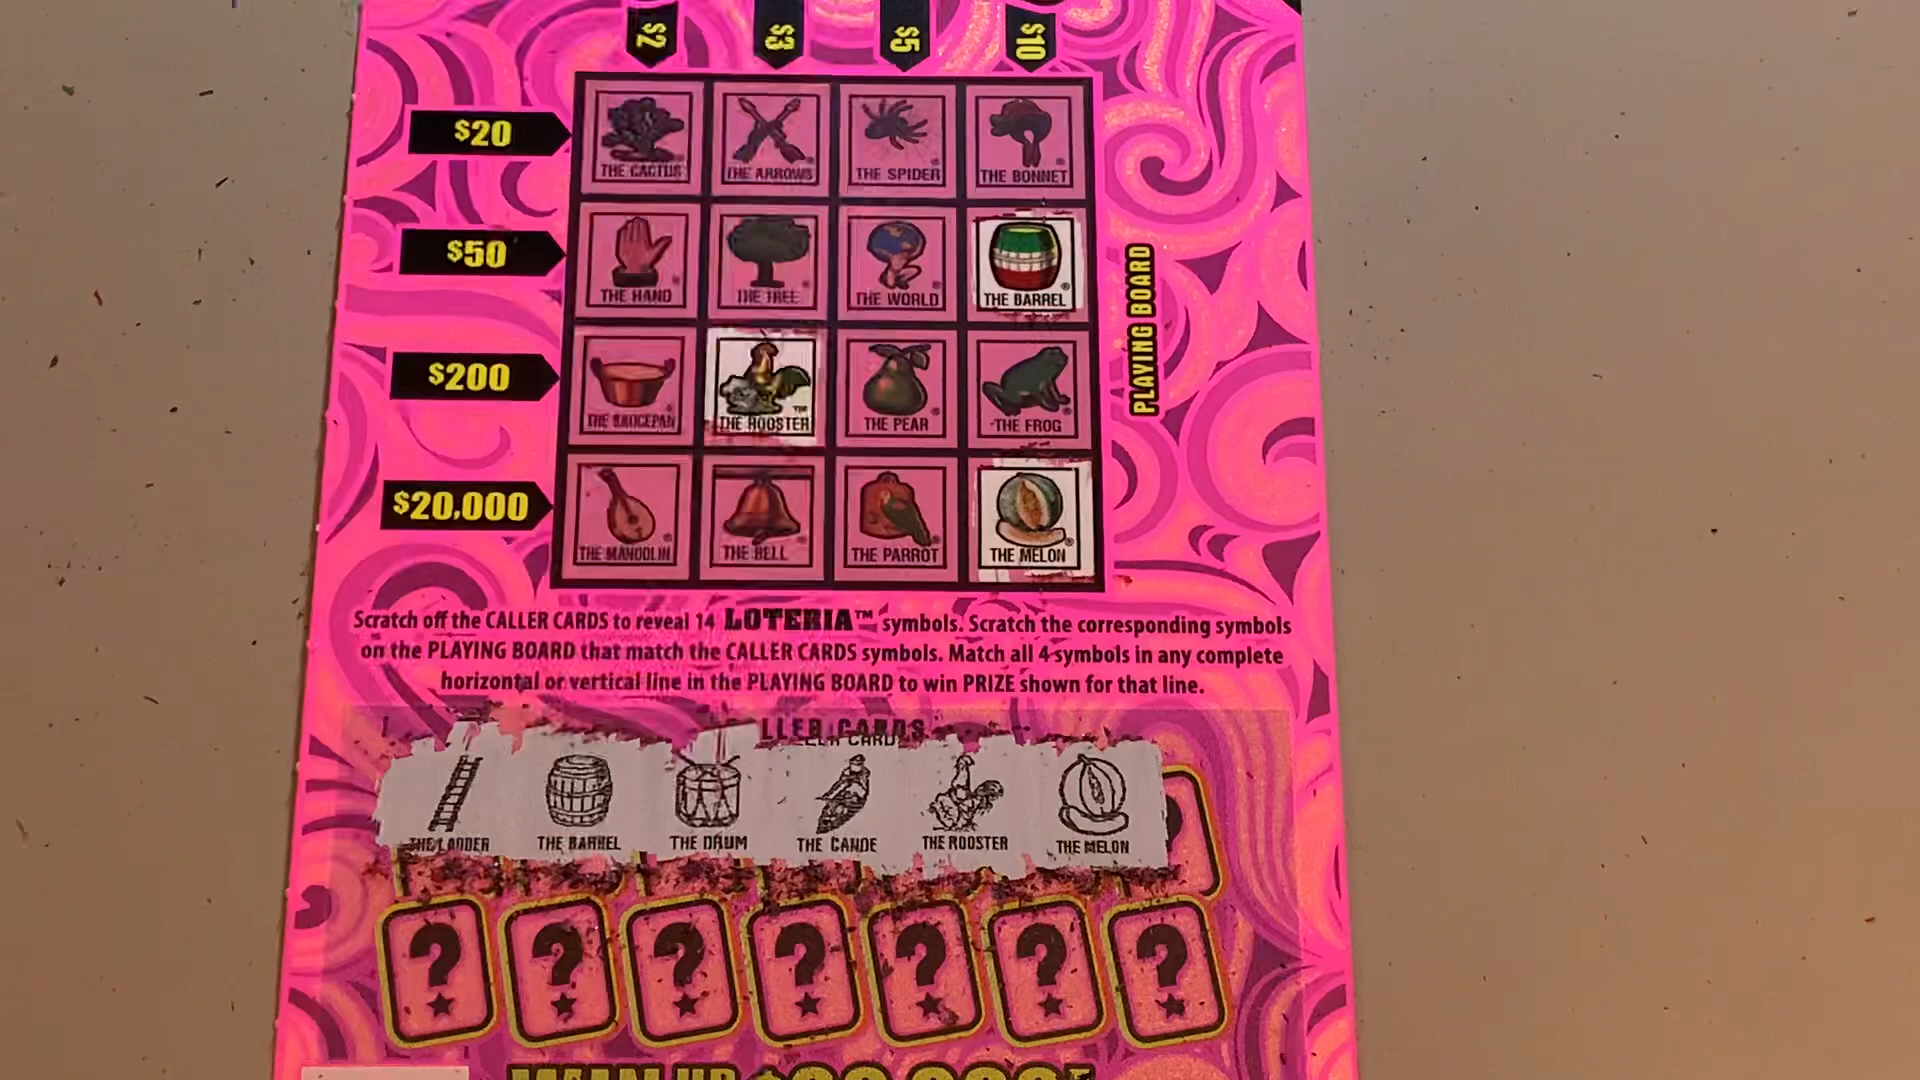 $2 $3 $5 $10
$20
THE CACTUS THE ARROWS THE SPIDER THE BONNET
$50
THE HAND THE TREE THE WORLD THE BARREL
PLAYING BOARD
$200
THE SAUCEPAN THE ROOSTER™ THE PEAR THE FROG
$20,000
THE MANDOLIN THE BELL THE PARROT THE MELON
Scratch off the CALLER CARDS to reveal 14 LOTERIA™ symbols. Scratch the corresponding symbols
on the PLAYING BOARD that match the CALLER CARDS symbols. Match all 4 symbols in any complete
horizontal or vertical line in the PLAYING BOARD to win PRIZE shown for that line.
LLER CARDS
THE LADDER THE BARREL THE DRUM THE CANOE THE ROOSTER THE MELON
? ? ? ? ? ? ?
WIN UP